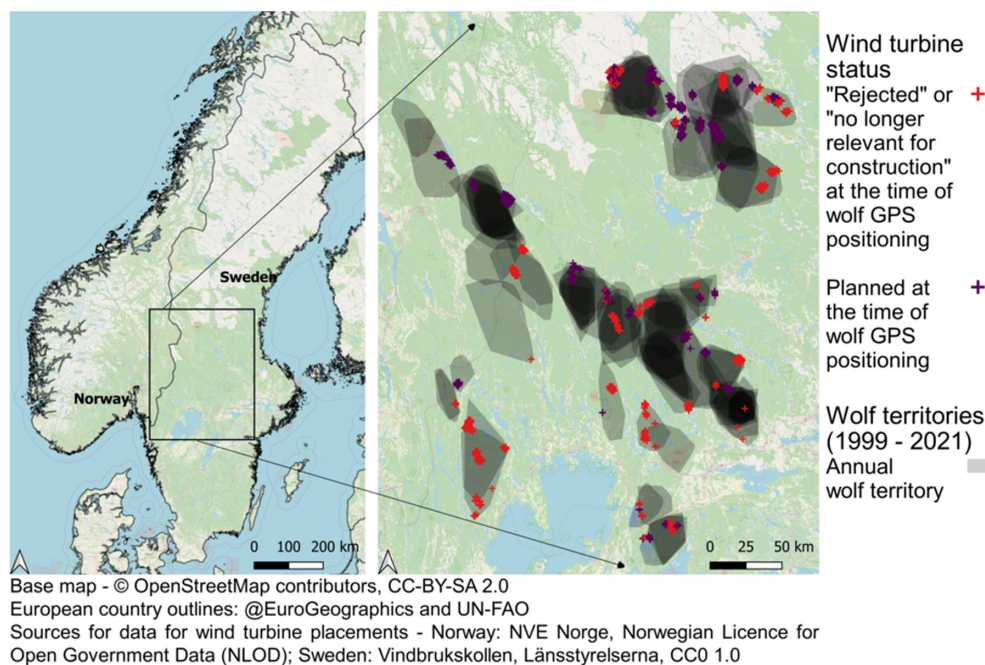 Sweden
Norway
0 100 200 km
0 25 50 km
Wind turbine
status
"Rejected" or
"no longer
relevant for
construction"
at the time of
wolf GPS
positioning
Planned at
the time of
wolf GPS
positioning
Wolf territories
(1999 - 2021)
Annual
wolf territory
Base map - © OpenStreetMap contributors, CC-BY-SA 2.0
European country outlines: @EuroGeographics and UN-FAO
Sources for data for wind turbine placements - Norway: NVE Norge, Norwegian Licence for
Open Government Data (NLOD); Sweden: Vindbrukskollen, Länsstyrelserna, CC0 1.0